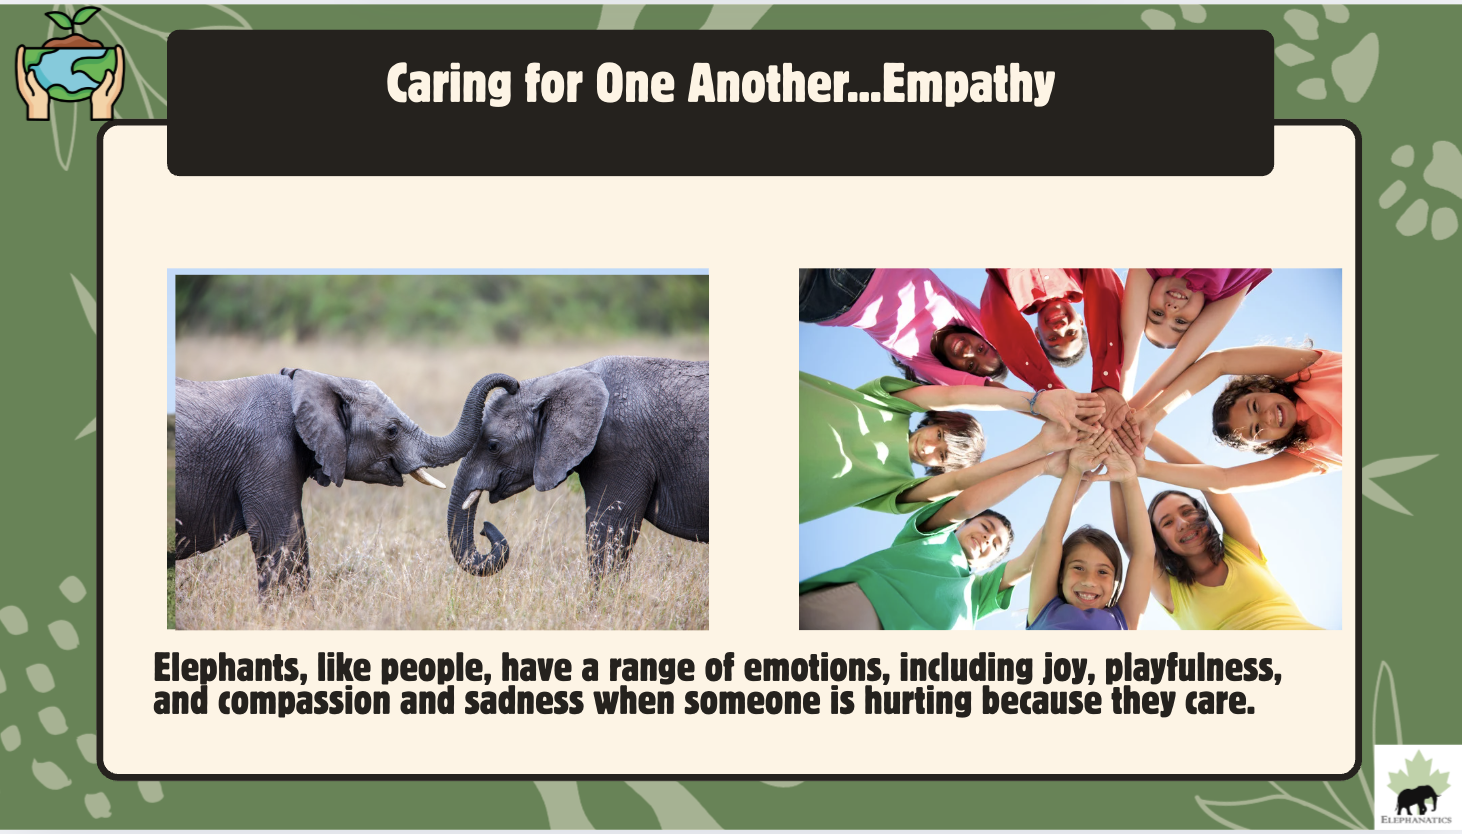 Caring for One Another...Empathy
Elephants, like people, have a range of emotions, including joy, playfulness,
and compassion and sadness when someone is hurting because they care.
ELEPHANATICS